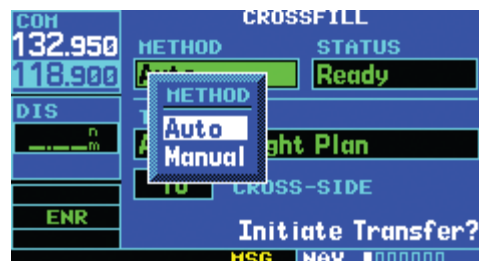 COM
CROSSFILL
132.950
METHOD
STATUS
118.900
Ready
METHOD
DIS
Auto
ght Plan
n
m
Manual
CROSS-SIDE
ENR
Initiate Transfer?
MSG NAV